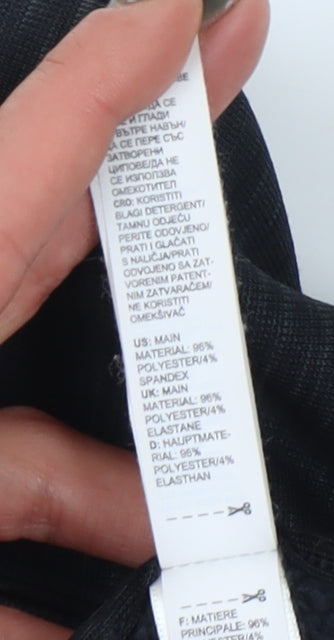 ДА СЕ
И ГЛАДИ
ВЪТРЕ НАВЪН/
ДА СЕ ПЕРЕ СЪС
ЗАТВОРЕНИ
ЦИПОВЕ/ДА НЕ
СЕ ИЗПОЛЗВА
ОМЕКОТИТЕЛ
CRO: KORISTITI
BLAGI DETERGENT/
TAMNU ODJEĆU
PERITE ODOVJENO/
PRATI I GLAČATI
S NALIČJA/PRATI
ODVOJENO SA ZAT-
VORENIM PATENT-
NIM ZATVARAČEM/
NE KORISTITI
OMEKŠIVAČ
US: MAIN
MATERIAL: 96%
POLYESTER/4%
SPANDEX
UK: MAIN
MATERIAL: 96%
POLYESTER/4%
ELASTANE
D: HAUPTMATE-
RIAL: 96%
POLYESTER/4%
ELASTHAN
F: MATIERE
PRINCIPALE: 96%
POLYESTER/4%